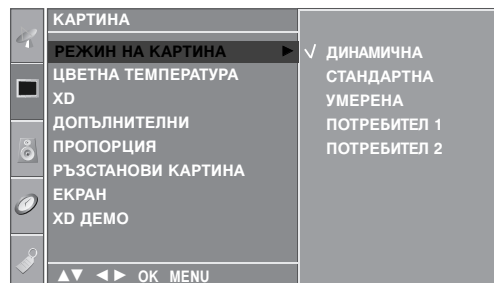 КАРТИНА
РЕЖИН НА КАРТИНА ►
ЦВЕТНА ТЕМПЕРАТУРА
XD
ДОПЪЛНИТЕЛНИ
ПРОПОРЦИЯ
РЪЗСТАНОВИ КАРТИНА
ЕКРАН
XD ДЕМО
▲▼ ◄► OK MENU
√ ДИНАМИЧНА
СТАНДАРТНА
УМЕРЕНА
ПОТРЕБИТЕЛ 1
ПОТРЕБИТЕЛ 2